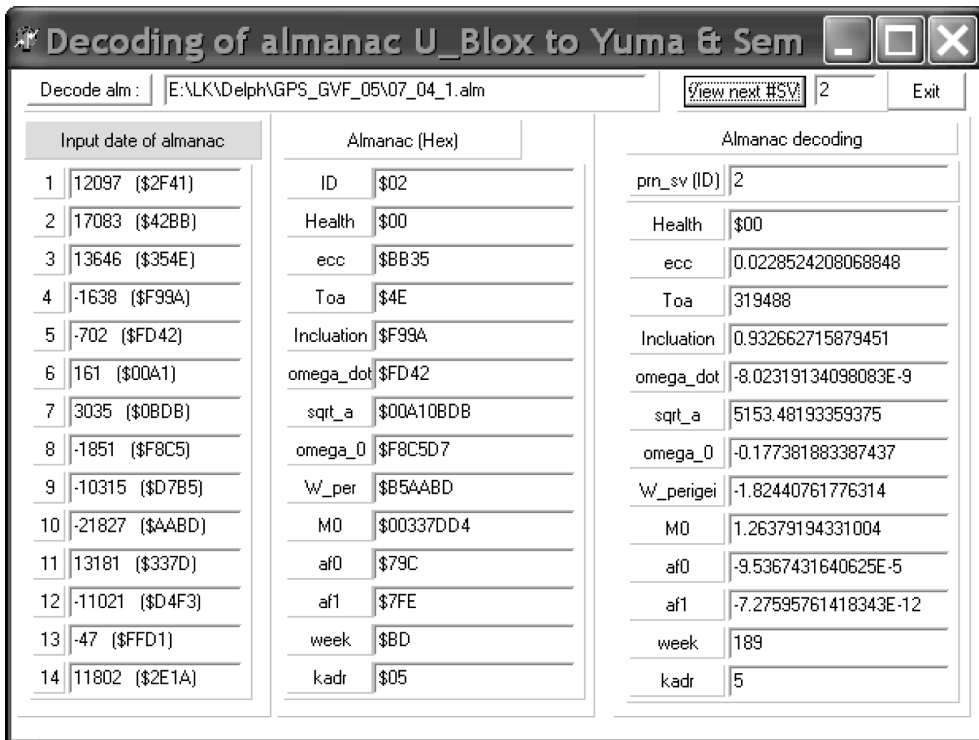 Decoding of almanac U_Blox to Yuma & Sem
Decode alm : E:\LK\Delph\GPS_GVF_05\07_04_1.alm View next #SV 2 Exit
Input date of almanac Almanac (Hex) Almanac decoding
1 12097 ($2F41) ID $02 prn_sv (ID) 2
2 17083 ($42BB) Health $00 Health $00
3 13646 ($354E) ecc $BB35 ecc 0.0228524208068848
4 -1638 ($F99A) Toa $4E Toa 319488
5 -702 ($FD42) Incluation $F99A Incluation 0.932662715879451
6 161 ($00A1) omega_dot $FD42 omega_dot -8.02319134098083E-9
7 3035 ($0BDB) sqrt_a $00A10BDB sqrt_a 5153.48193359375
8 -1851 ($F8C5) omega_0 $F8C5D7 omega_0 -0.177381883387437
9 -10315 ($D7B5) W_per $B5AABD W_perigei -1.82440761776314
10 -21827 ($AABD) M0 $00337DD4 M0 1.26379194331004
11 13181 ($337D) af0 $79C af0 -9.5367431640625E-5
12 -11021 ($D4F3) af1 $7FE af1 -7.27595761418343E-12
13 -47 ($FFD1) week $BD week 189
14 11802 ($2E1A) kadr $05 kadr 5